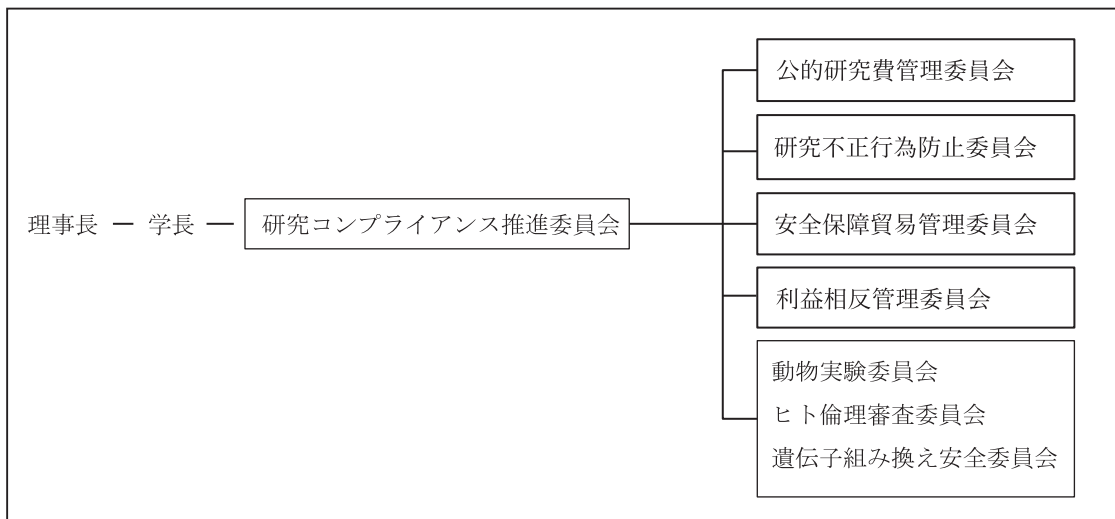 理事長 ― 学長 ― 研究コンプライアンス推進委員会
公的研究費管理委員会
研究不正行為防止委員会
安全保障貿易管理委員会
利益相反管理委員会
動物実験委員会
ヒト倫理審査委員会
遺伝子組み換え安全委員会